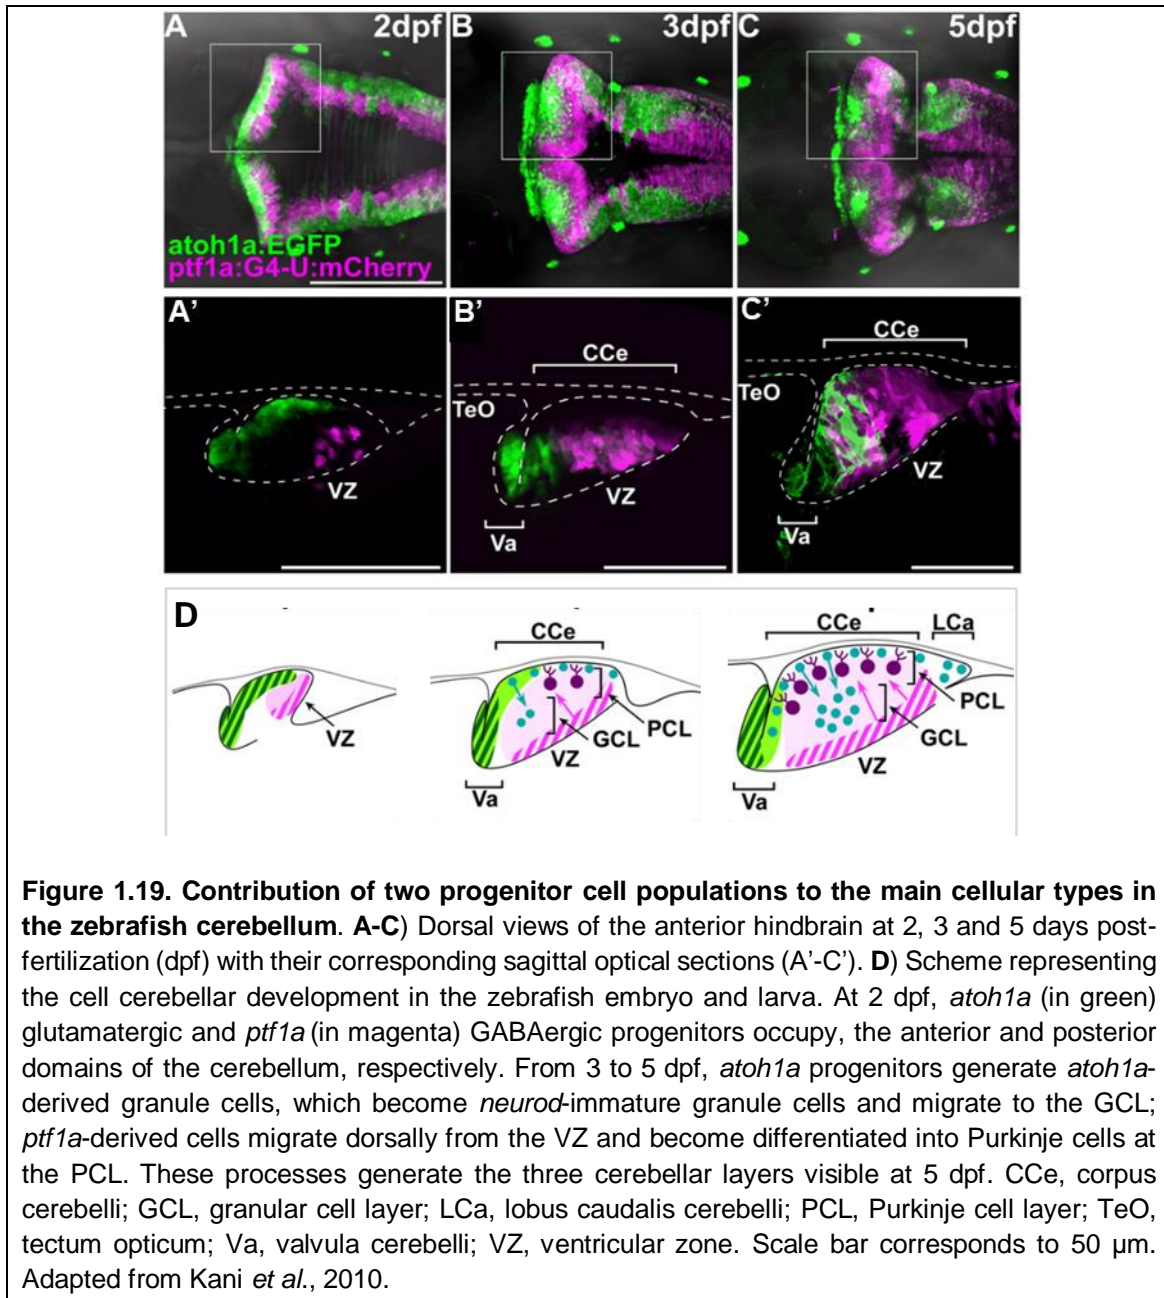 A 2dpf B 3dpf C 5dpf
atoh1a:EGFP
ptf1a:G4-U:mCherry
A’ B’ C’
CCe CCe
TeO TeO
VZ VZ VZ
Va Va
D
CCe CCe LCa
VZ PCL PCL
GCL GCL
VZ VZ
Va Va
Figure 1.19. Contribution of two progenitor cell populations to the main cellular types in
the zebrafish cerebellum. A-C) Dorsal views of the anterior hindbrain at 2, 3 and 5 days post-
fertilization (dpf) with their corresponding sagittal optical sections (A’-C’). D) Scheme representing
the cell cerebellar development in the zebrafish embryo and larva. At 2 dpf, atoh1a (in green)
glutamatergic and ptf1a (in magenta) GABAergic progenitors occupy, the anterior and posterior
domains of the cerebellum, respectively. From 3 to 5 dpf, atoh1a progenitors generate atoh1a-
derived granule cells, which become neurod-immature granule cells and migrate to the GCL;
ptf1a-derived cells migrate dorsally from the VZ and become differentiated into Purkinje cells at
the PCL. These processes generate the three cerebellar layers visible at 5 dpf. CCe, corpus
cerebelli; GCL, granular cell layer; LCa, lobus caudalis cerebelli; PCL, Purkinje cell layer; TeO,
tectum opticum; Va, valvula cerebelli; VZ, ventricular zone. Scale bar corresponds to 50 µm.
Adapted from Kani et al., 2010.